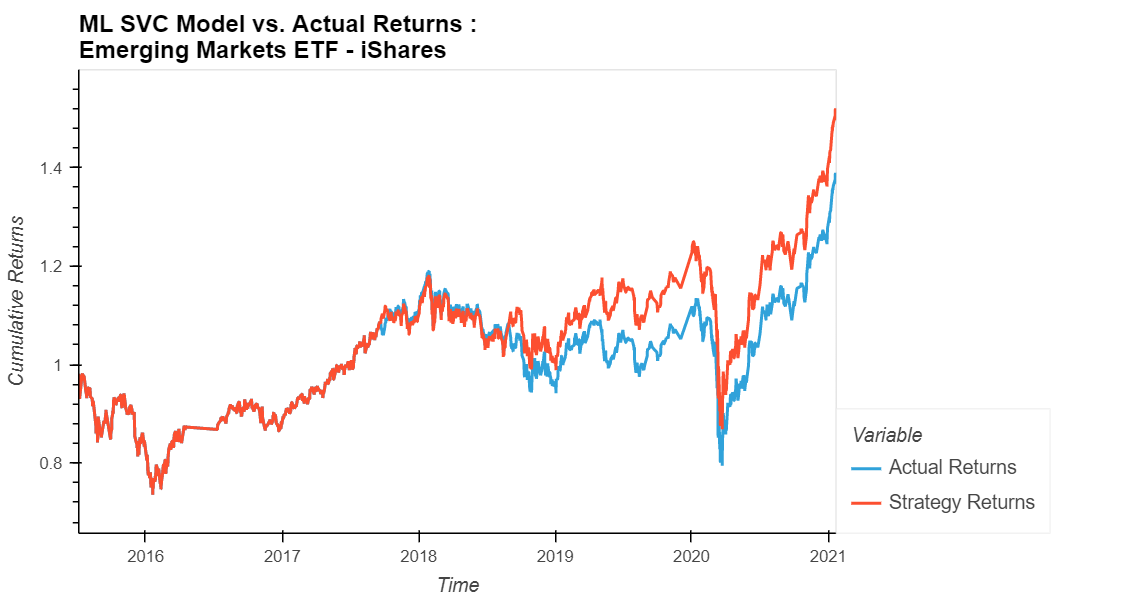 ML SVC Model vs. Actual Returns :
Emerging Markets ETF - iShares
Cumulative Returns
1.4
1.2
1
0.8
2016
2017
2018
2019
2020
2021
Time
Variable
Actual Returns
Strategy Returns